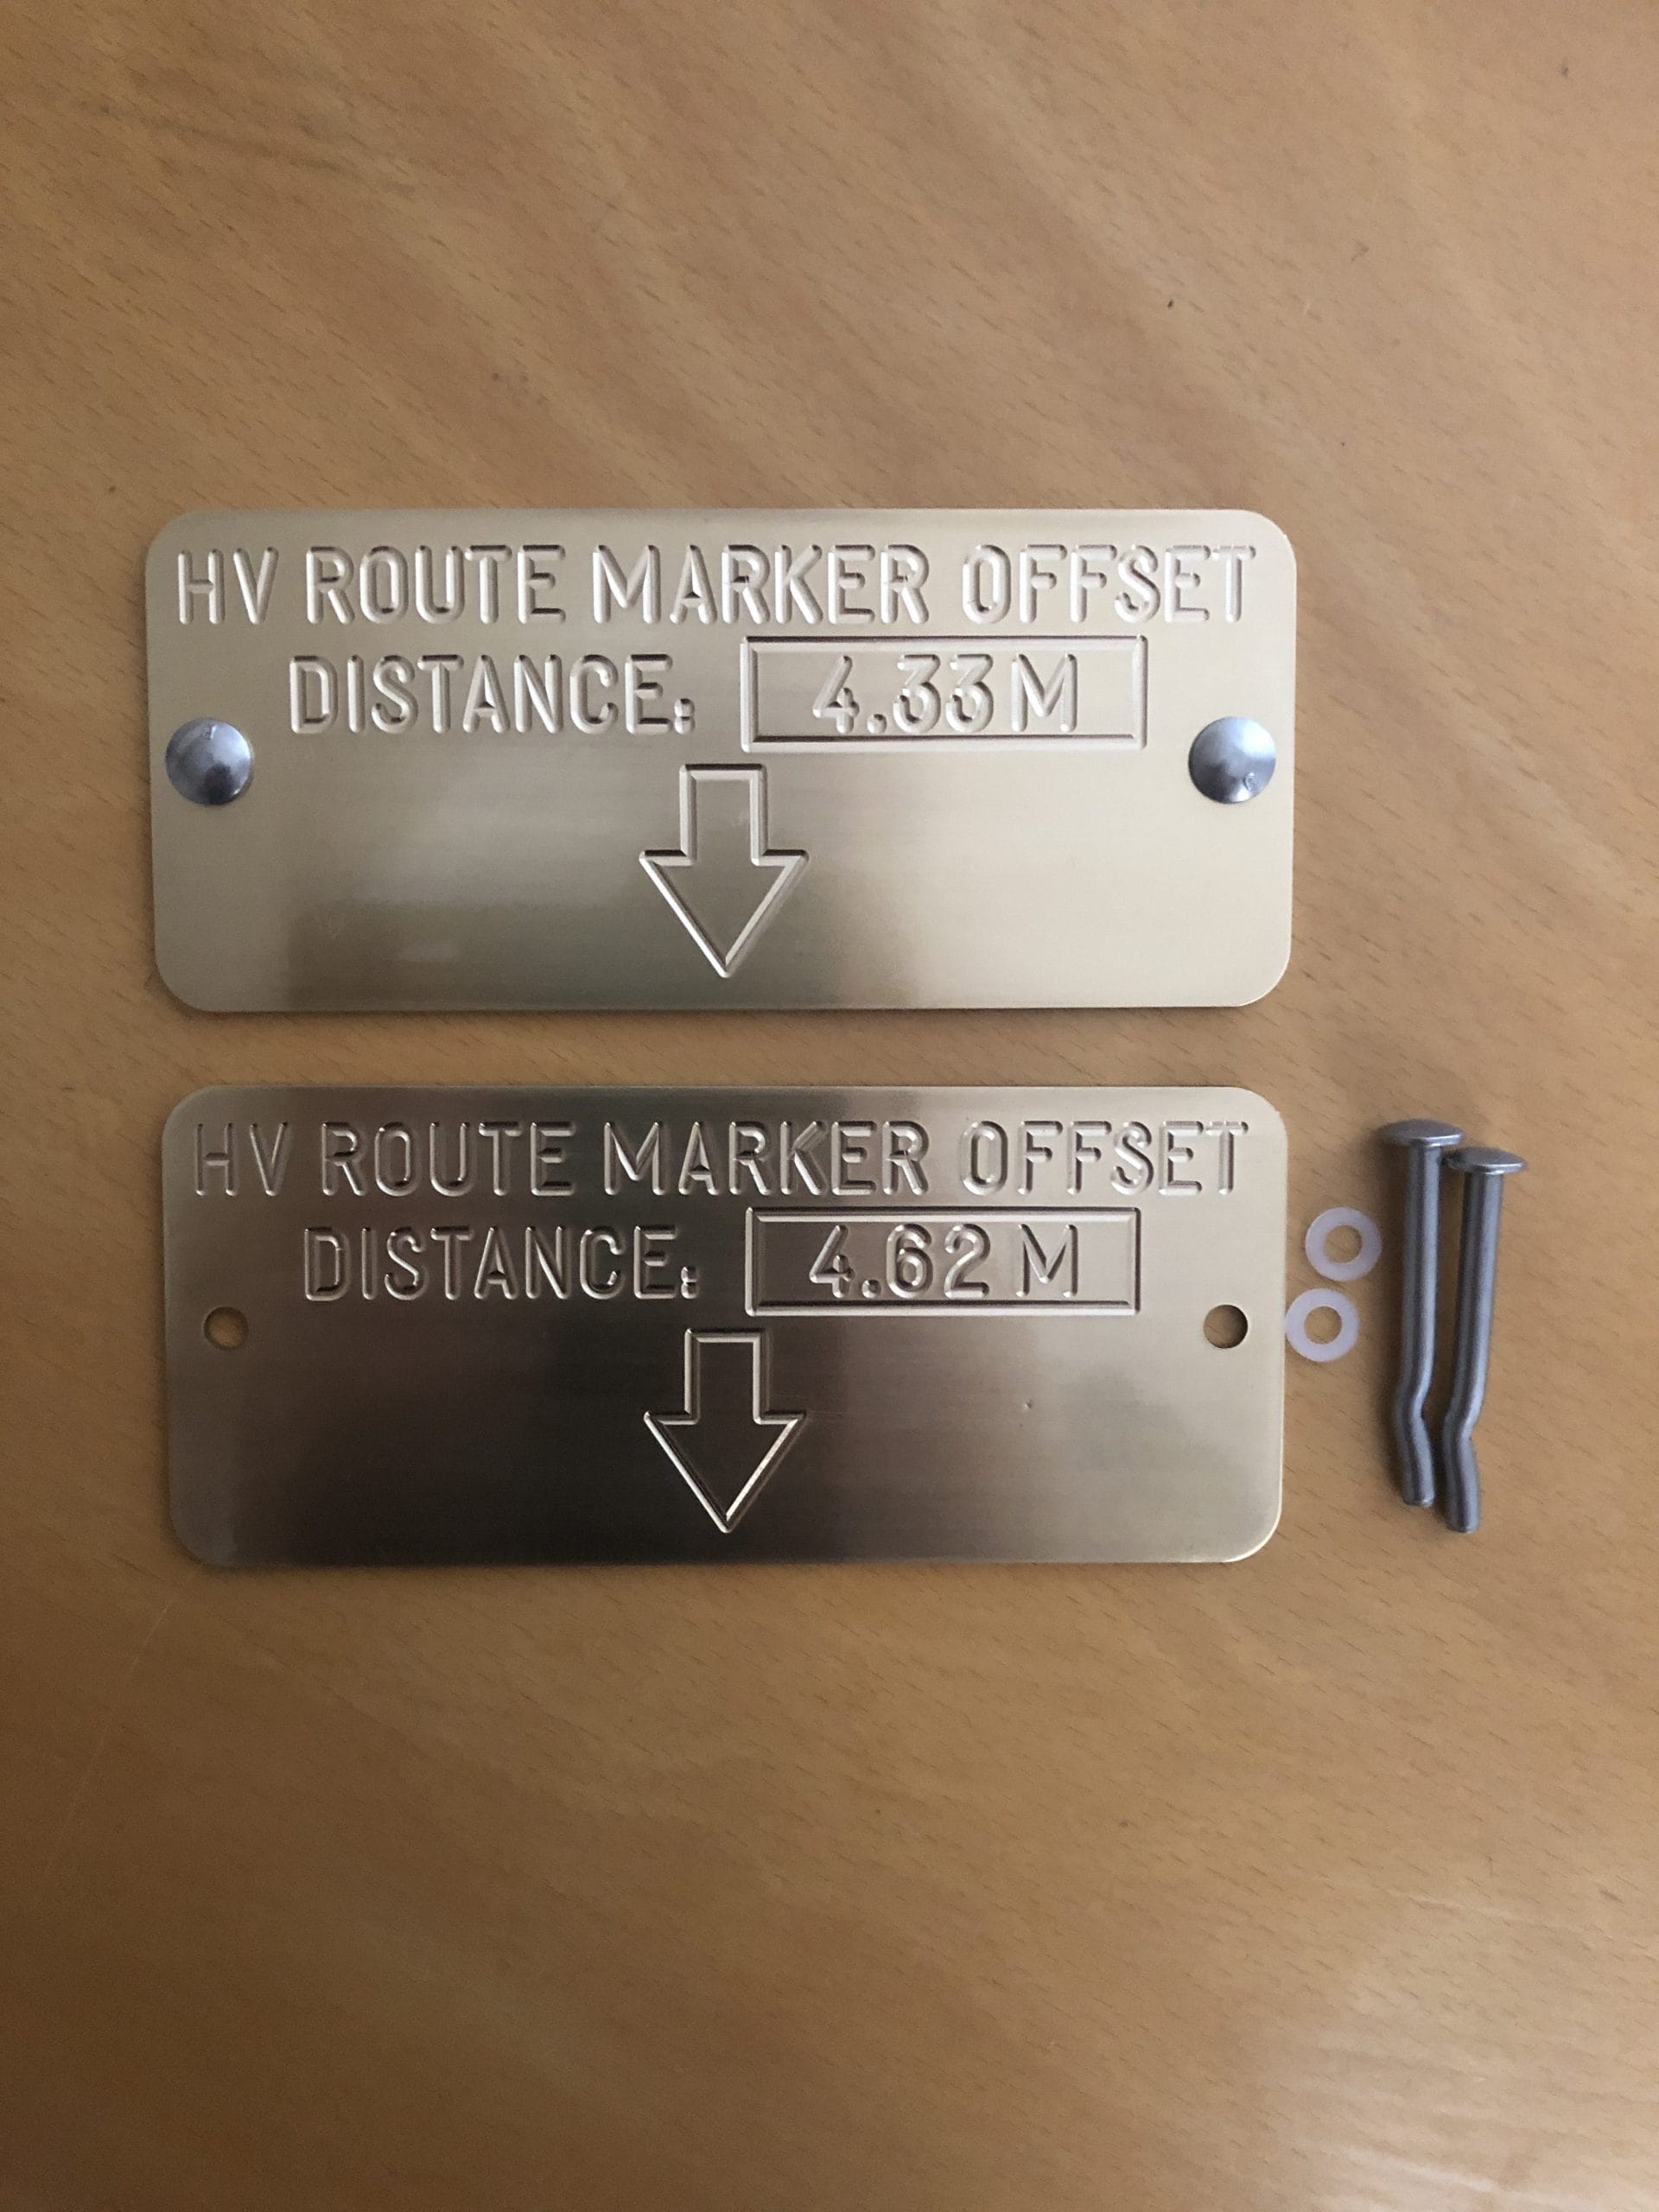 HV ROUTE MARKER OFFSET
DISTANCE: 4.33 M
HV ROUTE MARKER OFFSET
DISTANCE: 4.62 M